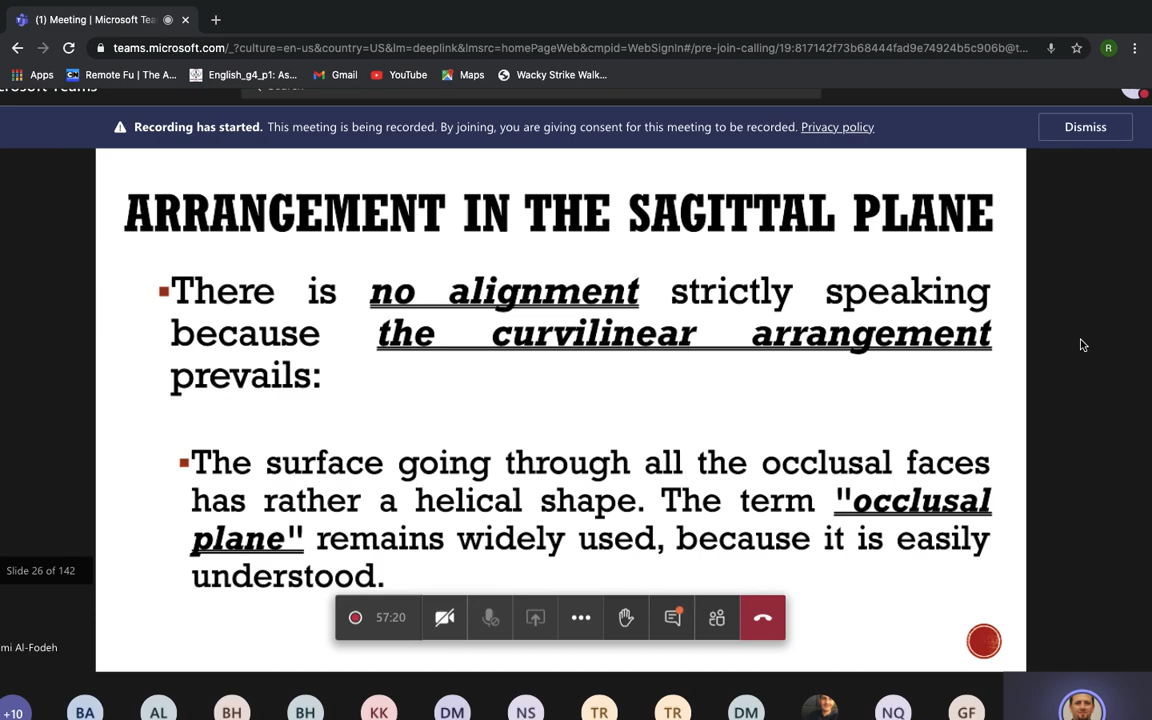 (1) Meeting | Microsoft Tea
teams.microsoft.com/_?culture=en-us&country=US&lm=deeplink&lmsrc=homePageWeb&cmpid=WebSignIn#/pre-join-calling/19:817142f73b68444fad9e74924b5c906b@t...
R
Apps Remote Fu | The A... English_g4_p1: As... Gmail YouTube Maps Wacky Strike Walk...
Recording has started. This meeting is being recorded. By joining, you are giving consent for this meeting to be recorded. Privacy policy
Dismiss
ARRANGEMENT IN THE SAGITTAL PLANE
There is no alignment strictly speaking
because the curvilinear arrangement
prevails:
The surface going through all the occlusal faces
has rather a helical shape. The term "occlusal
plane" remains widely used, because it is easily
understood.
Slide 26 of 142
57:20
mi Al-Fodeh
+10 BA AL BH BH KK DM NS TR TR DM NQ GF